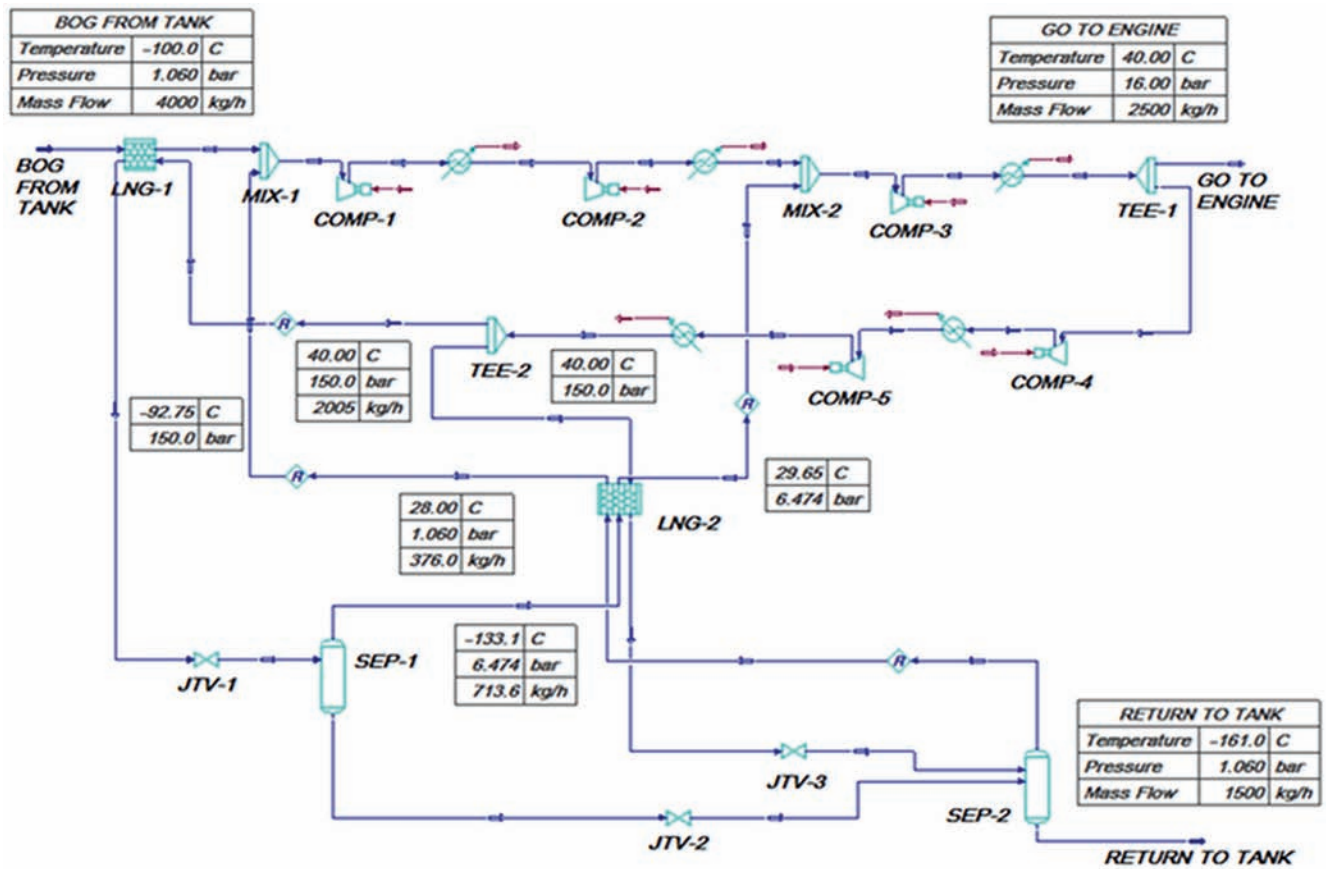 BOG FROM TANK
Temperature -100.0 C
Pressure 1.060 bar
Mass Flow 4000 kg/h
GO TO ENGINE
Temperature 40.00 C
Pressure 16.00 bar
Mass Flow 2500 kg/h
BOG
FROM
TANK
LNG-1
MIX-1
COMP-1
COMP-2
MIX-2
COMP-3
TEE-1
GO TO
ENGINE
R
40.00 C
150.0 bar
2005 kg/h
TEE-2
40.00 C
150.0 bar
COMP-5
COMP-4
-92.75 C
150.0 bar
R
R
28.00 C
1.060 bar
376.0 kg/h
LNG-2
29.65 C
6.474 bar
JTV-1
SEP-1
-133.1 C
6.474 bar
713.6 kg/h
R
JTV-3
JTV-2
SEP-2
RETURN TO TANK
Temperature -161.0 C
Pressure 1.060 bar
Mass Flow 1500 kg/h
RETURN TO TANK